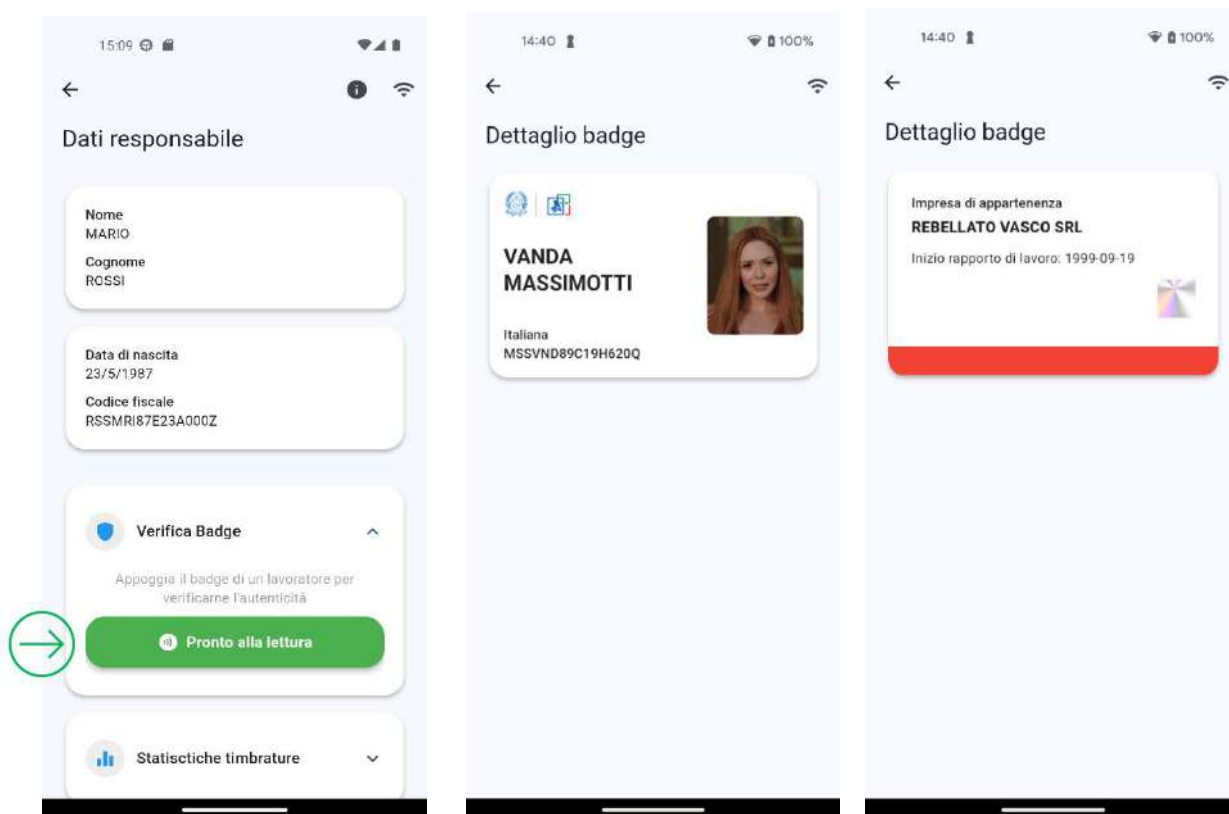 15:09
Dati responsabile
Nome
MARIO
Cognome
ROSSI
Data di nascita
23/5/1987
Codice fiscale
RSSMRI87E23A000Z
Verifica Badge
Appoggia il badge di un lavoratore per
verificarne l'autenticità
Pronto alla lettura
Statisctiche timbrature
14:40
100%
Dettaglio badge
VANDA
MASSIMOTTI
Italiana
MSSVND89C19H620Q
14:40
100%
Dettaglio badge
Impresa di appartenenza
REBELLATO VASCO SRL
Inizio rapporto di lavoro: 1999-09-19